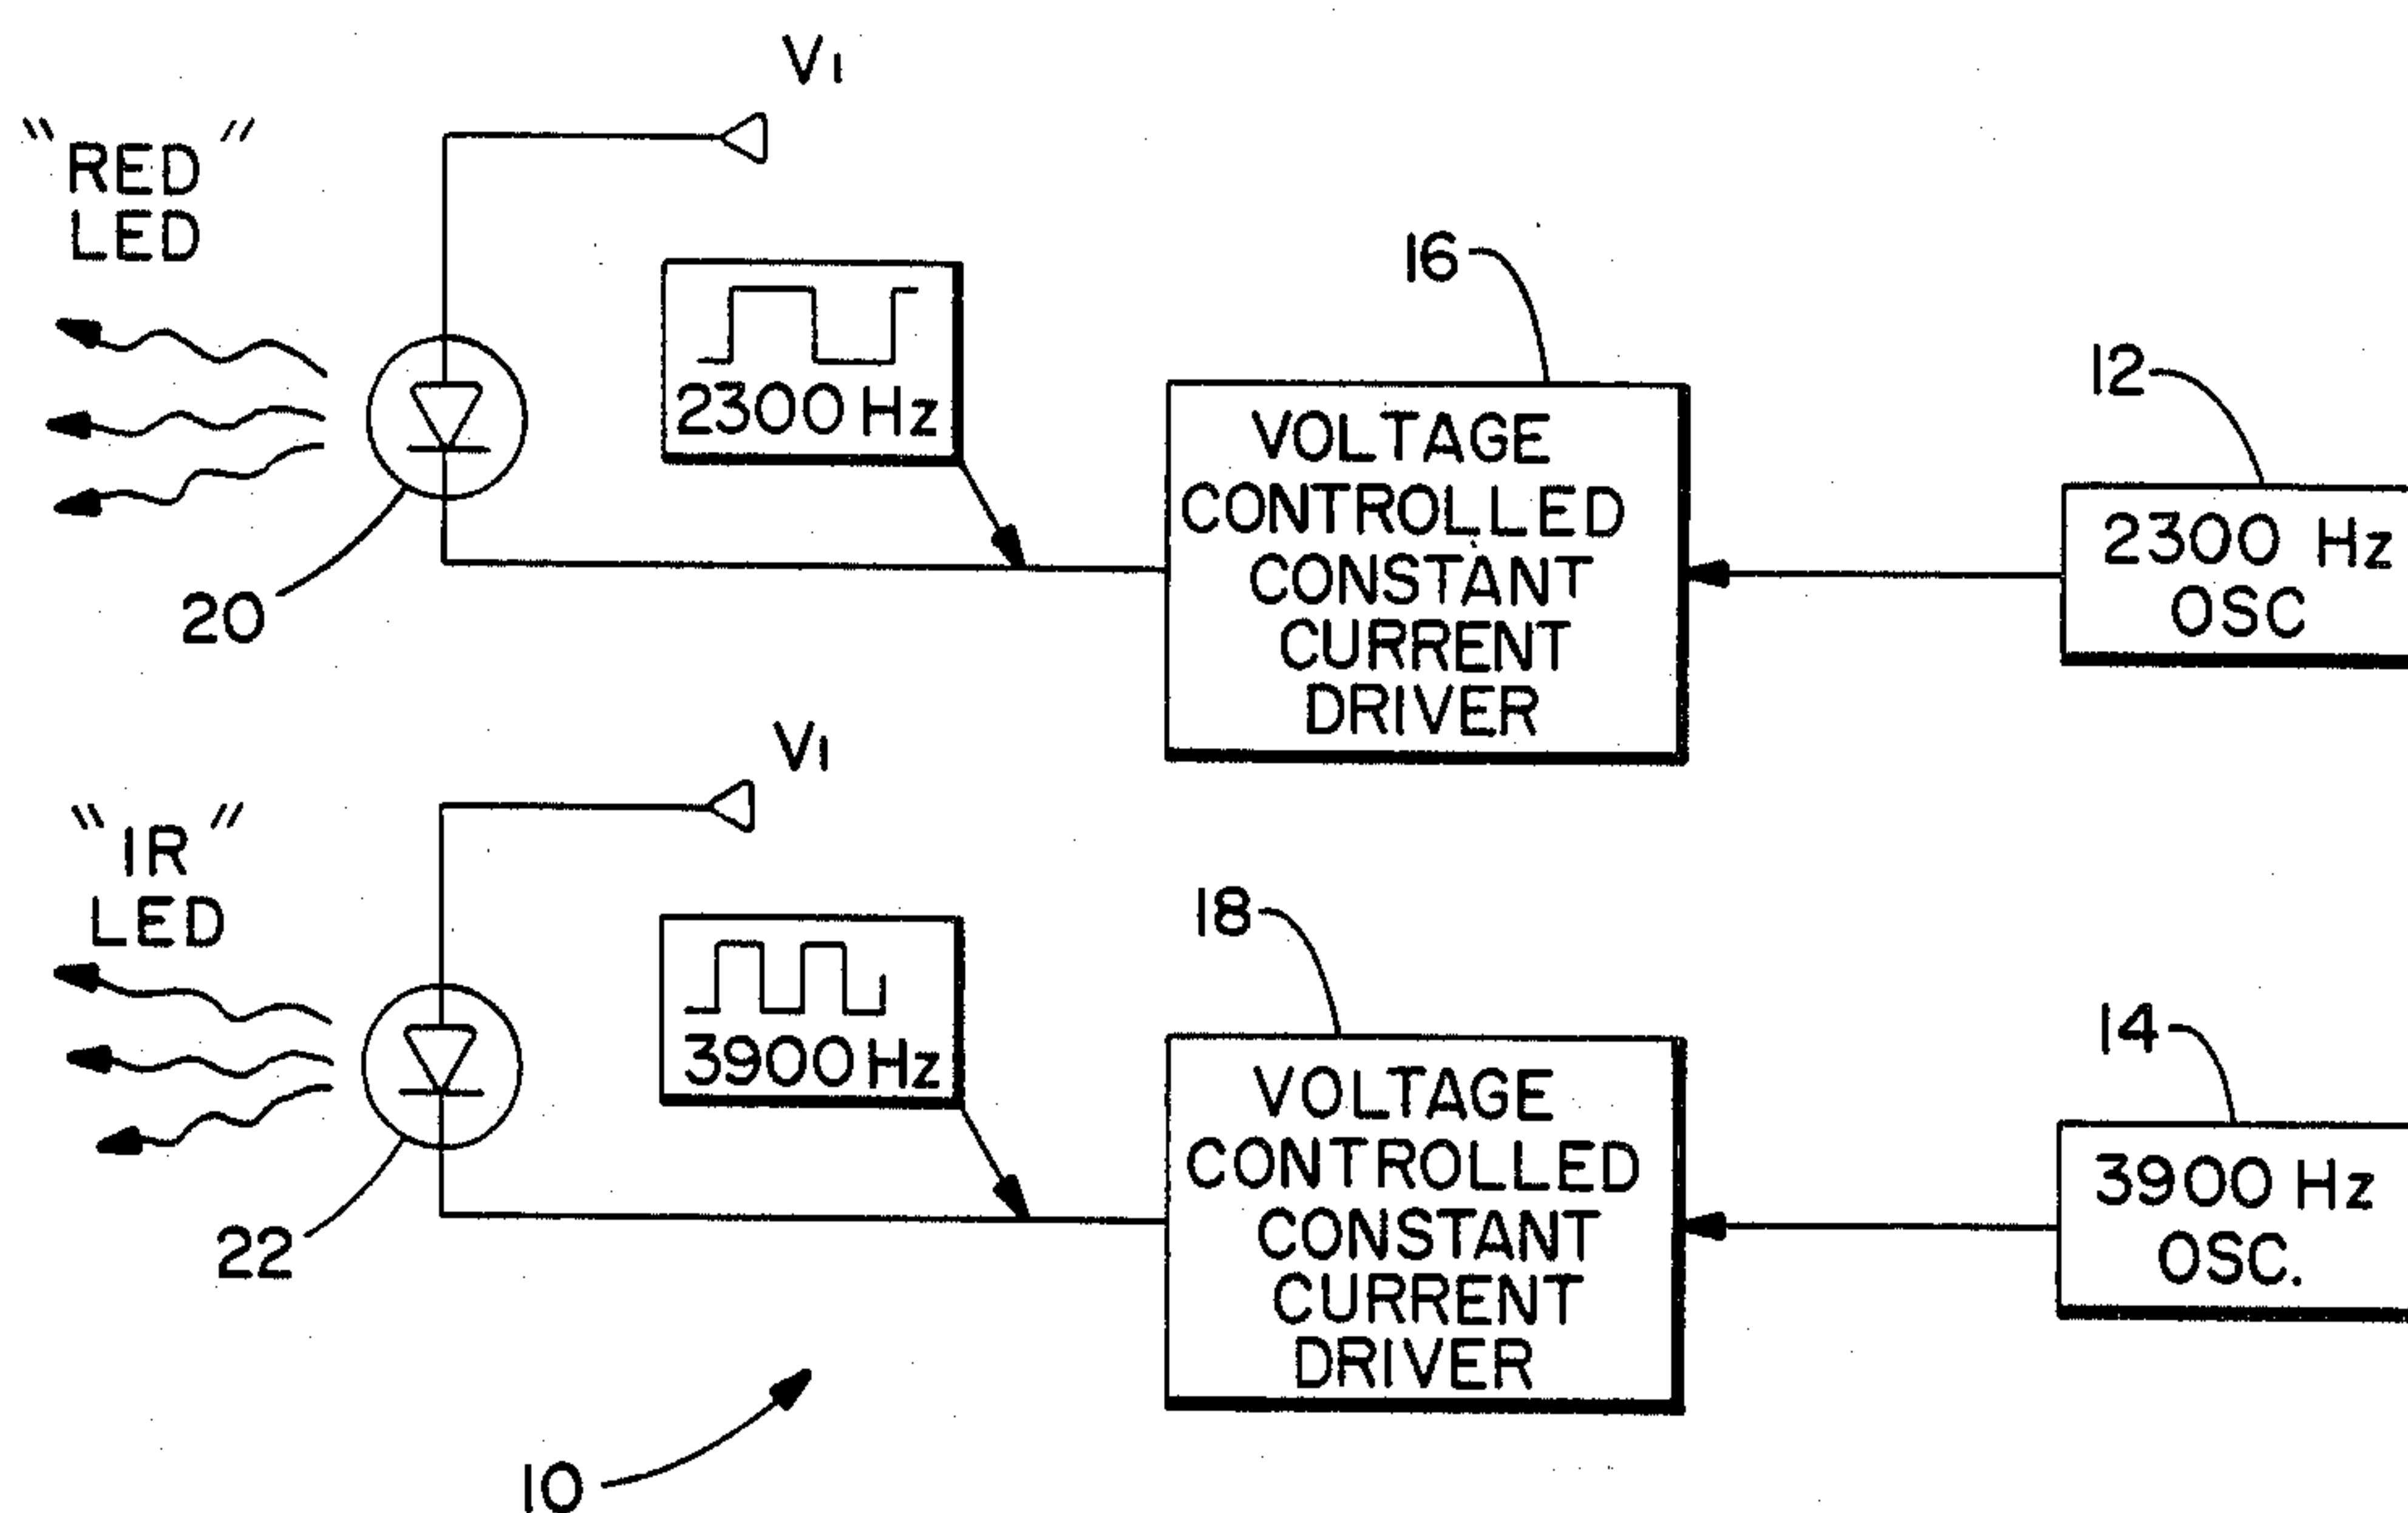 V1
"RED"
LED
2300 Hz
16
VOLTAGE
CONTROLLED
CONSTANT
CURRENT
DRIVER
12
2300 Hz
OSC
20
V1
"IR"
LED
3900 Hz
18
VOLTAGE
CONTROLLED
CONSTANT
CURRENT
DRIVER
14
3900 Hz
OSC.
22
10